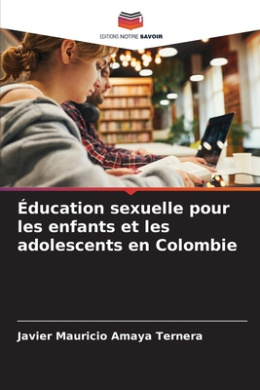 EDITIONS NOTRE SAVOIR
Éducation sexuelle pour
les enfants et les
adolescents en Colombie
Javier Mauricio Amaya Ternera